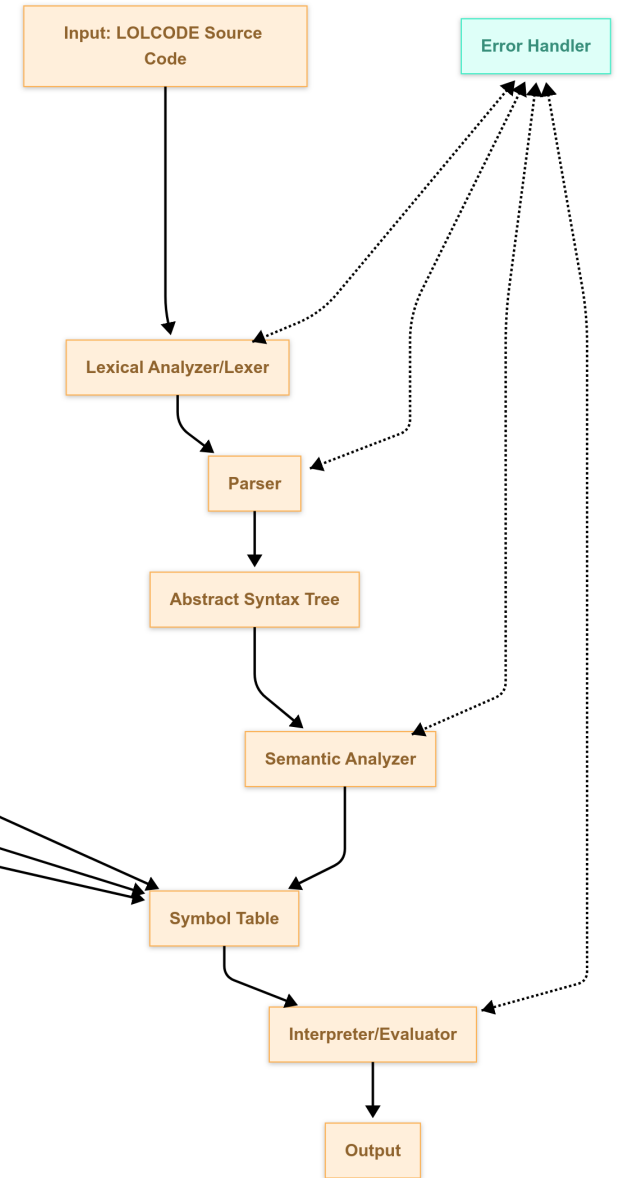 Input: LOLCODE Source
Code
Error Handler
Lexical Analyzer/Lexer
Parser
Abstract Syntax Tree
Semantic Analyzer
Symbol Table
Interpreter/Evaluator
Output